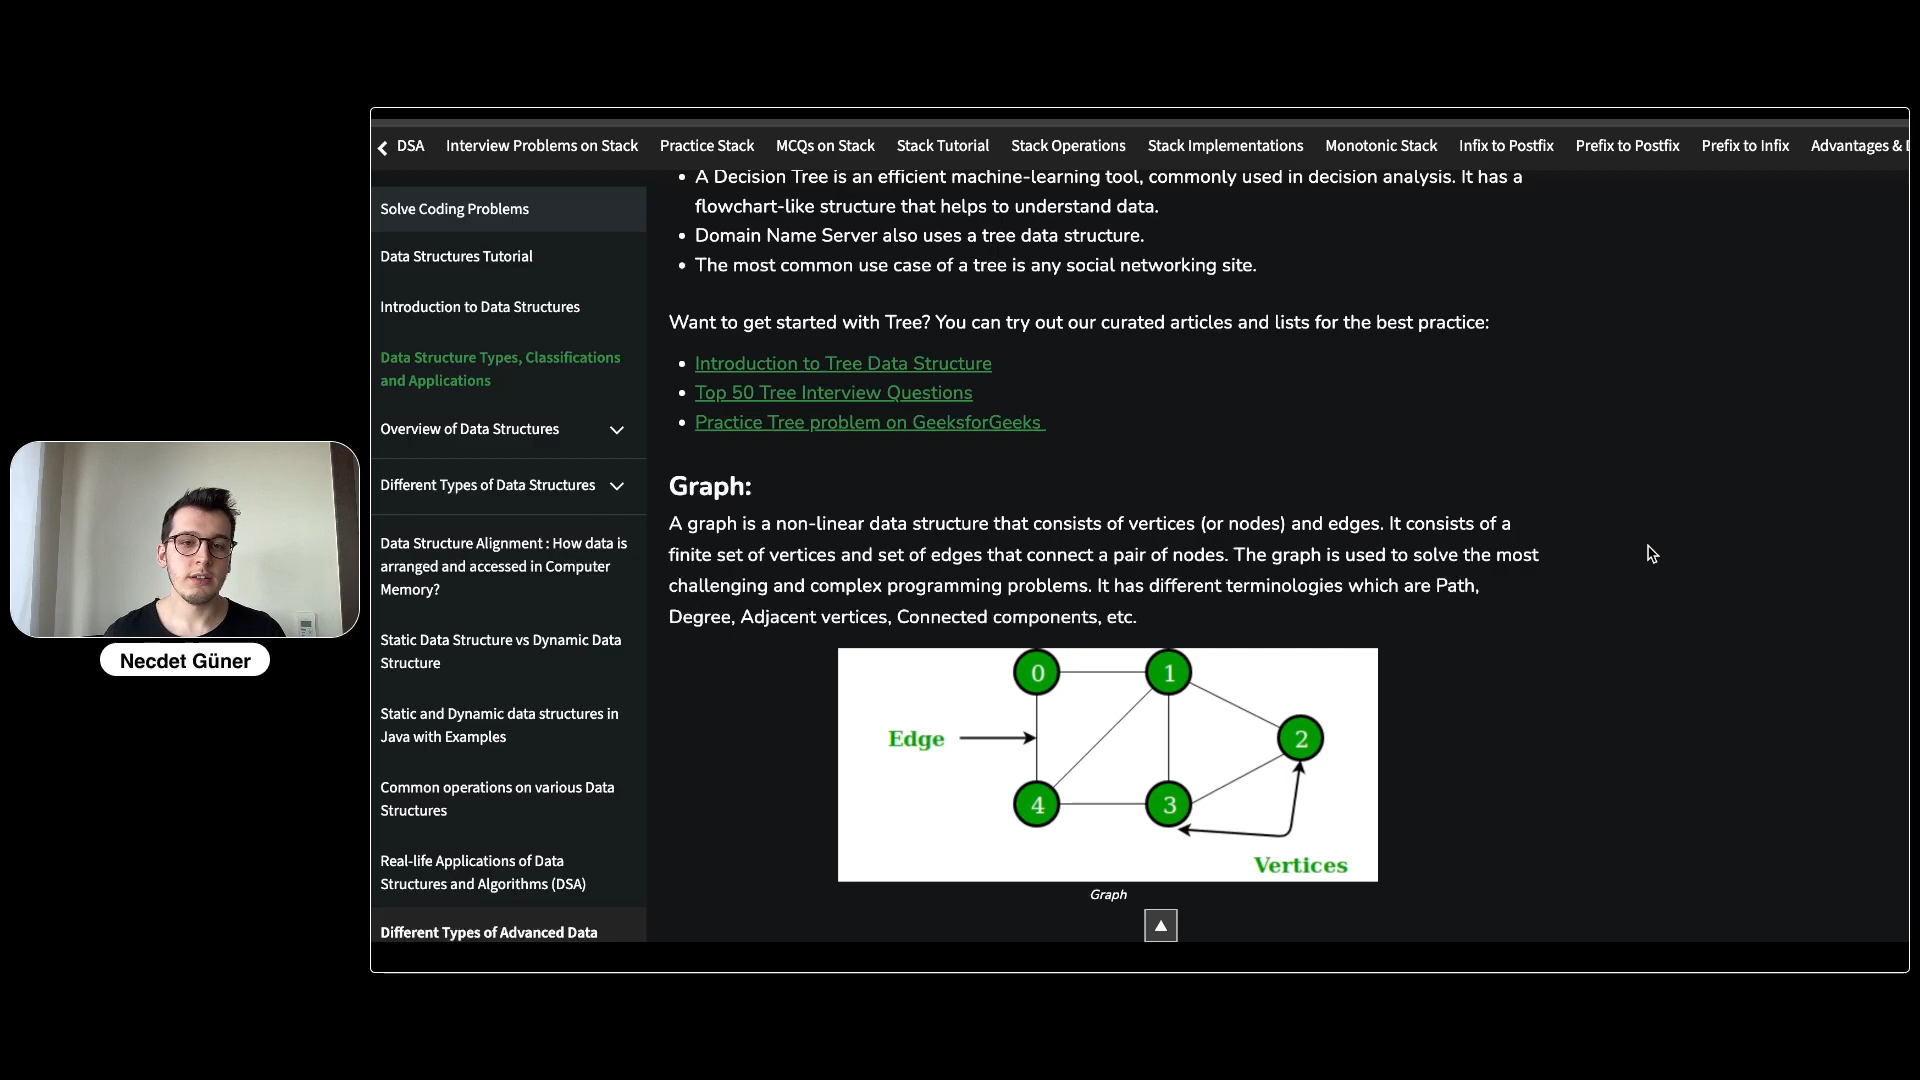 DSA Interview Problems on Stack Practice Stack MCQs on Stack Stack Tutorial Stack Operations Stack Implementations Monotonic Stack Infix to Postfix Prefix to Postfix Prefix to Infix Advantages &
Solve Coding Problems
Data Structures Tutorial
Introduction to Data Structures
Data Structure Types, Classifications
and Applications
Overview of Data Structures
Different Types of Data Structures
Data Structure Alignment : How data is
arranged and accessed in Computer
Memory?
Static Data Structure vs Dynamic Data
Structure
Static and Dynamic data structures in
Java with Examples
Common operations on various Data
Structures
Real-life Applications of Data
Structures and Algorithms (DSA)
Different Types of Advanced Data
• A Decision Tree is an efficient machine-learning tool, commonly used in decision analysis. It has a
flowchart-like structure that helps to understand data.
• Domain Name Server also uses a tree data structure.
• The most common use case of a tree is any social networking site.
Want to get started with Tree? You can try out our curated articles and lists for the best practice:
• Introduction to Tree Data Structure
• Top 50 Tree Interview Questions
• Practice Tree problem on GeeksforGeeks
Graph:
A graph is a non-linear data structure that consists of vertices (or nodes) and edges. It consists of a
finite set of vertices and set of edges that connect a pair of nodes. The graph is used to solve the most
challenging and complex programming problems. It has different terminologies which are Path,
Degree, Adjacent vertices, Connected components, etc.
0 1
Edge 2
4 3
Vertices
Graph
Necdet Güner